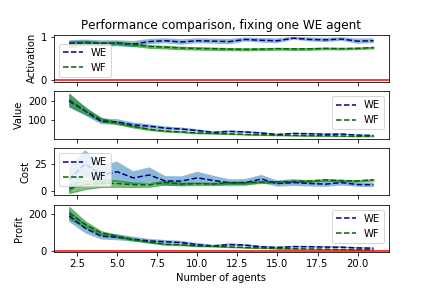 Performance comparison, fixing one WE agent
Activation
1
0
WE
WF
Value
200
100
WE
WF
Cost
25
0
WE
WF
Profit
200
0
WE
WF
2.5 5.0 7.5 10.0 12.5 15.0 17.5 20.0
Number of agents